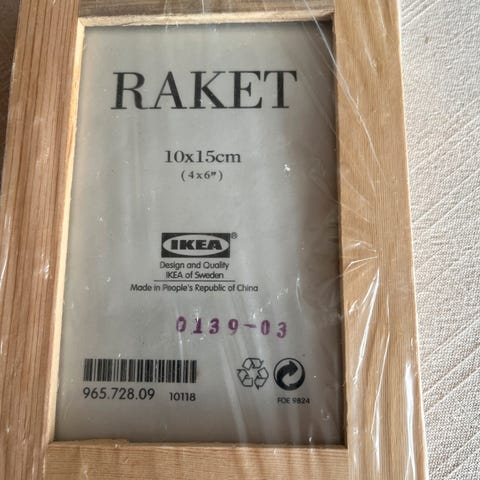 RAKET
10x15cm
(4x6")
IKEA®
Design and Quality
IKEA of Sweden
Made in People's Republic of China
0139-03
965.728.09 10118
FOE 9824